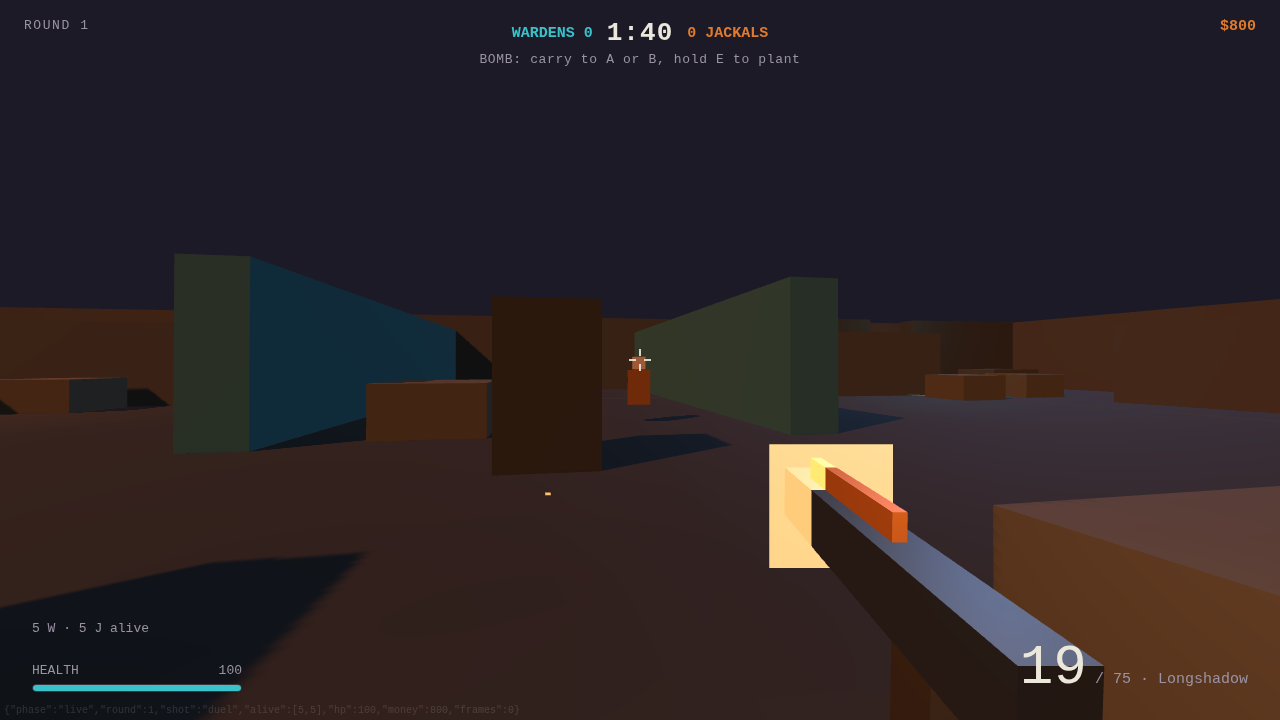 ROUND 1
WARDENS 0 1:40 0 JACKALS
$800
BOMB: carry to A or B, hold E to plant
5 W · 5 J alive
HEALTH 100
19 / 75 · Longshadow
{"phase":"live","round":1,"shot":"duel","alive":[5,5],"hp":100,"money":800,"frames":0}